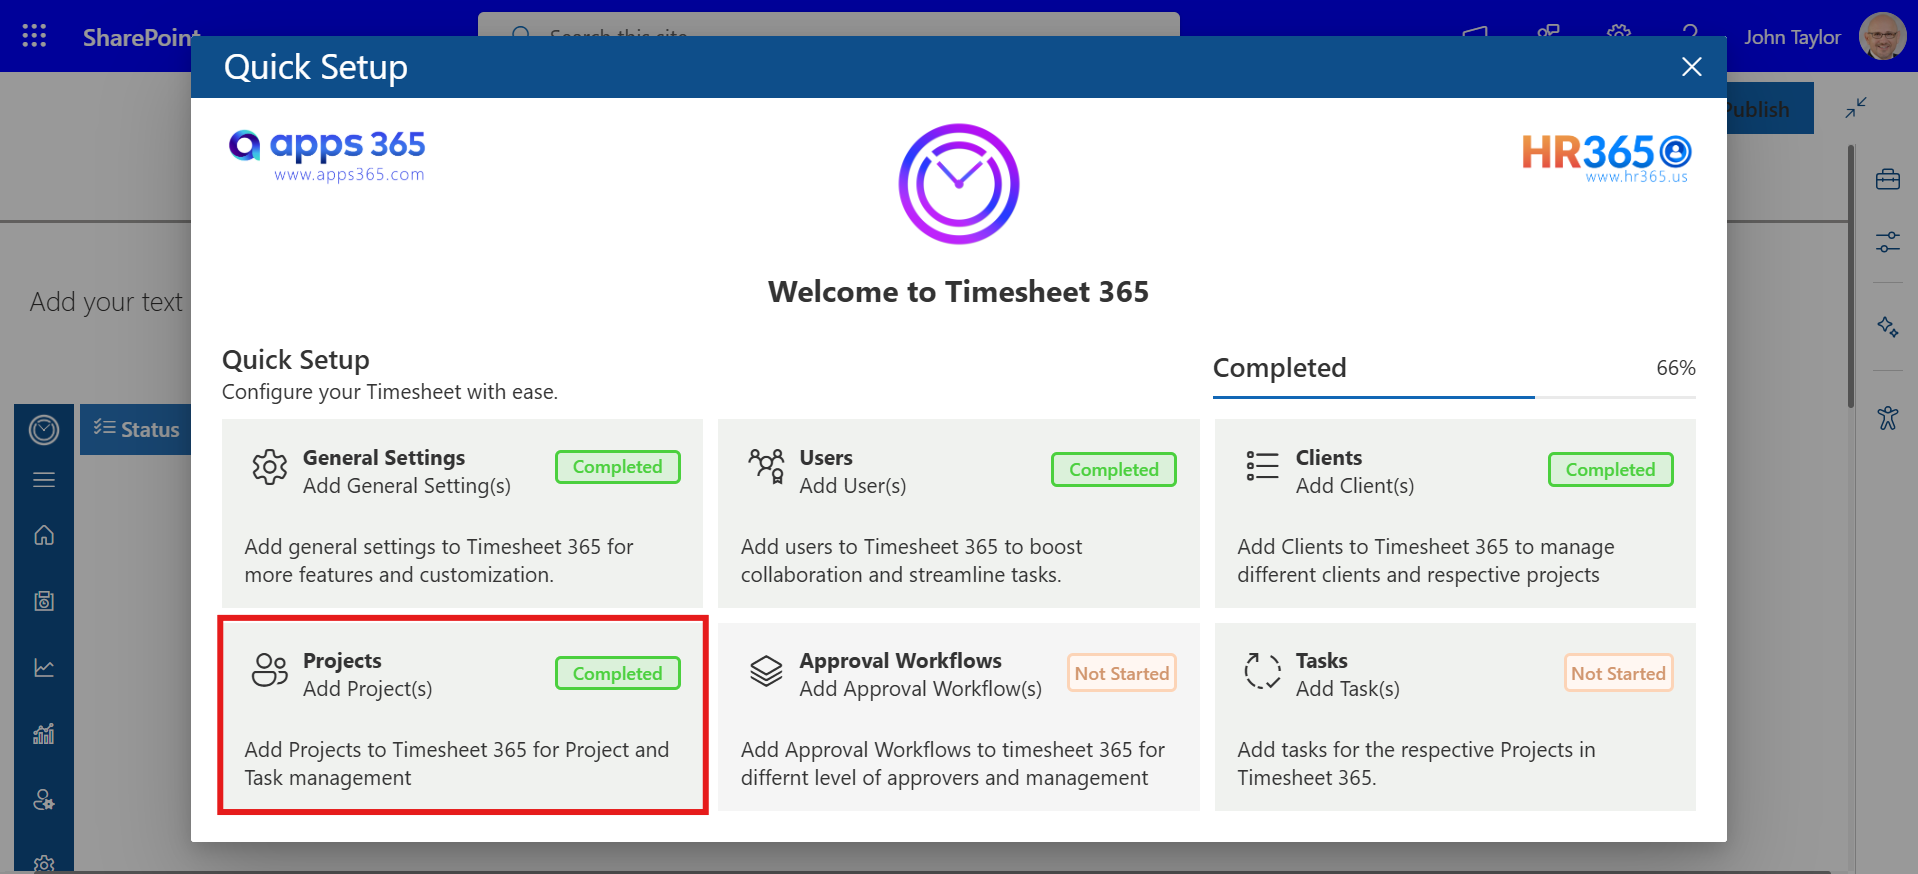 SharePoint
Search this site
John Taylor
Quick Setup
Publish
apps 365
www.apps365.com
HR365
www.hr365.us
Welcome to Timesheet 365
Add your text
Quick Setup
Configure your Timesheet with ease.
Completed
66%
Status
General Settings
Add General Setting(s)
Completed
Add general settings to Timesheet 365 for
more features and customization.
Users
Add User(s)
Completed
Add users to Timesheet 365 to boost
collaboration and streamline tasks.
Clients
Add Client(s)
Completed
Add Clients to Timesheet 365 to manage
different clients and respective projects
Projects
Add Project(s)
Completed
Add Projects to Timesheet 365 for Project and
Task management
Approval Workflows
Add Approval Workflow(s)
Not Started
Add Approval Workflows to timesheet 365 for
differnt level of approvers and management
Tasks
Add Task(s)
Not Started
Add tasks for the respective Projects in
Timesheet 365.